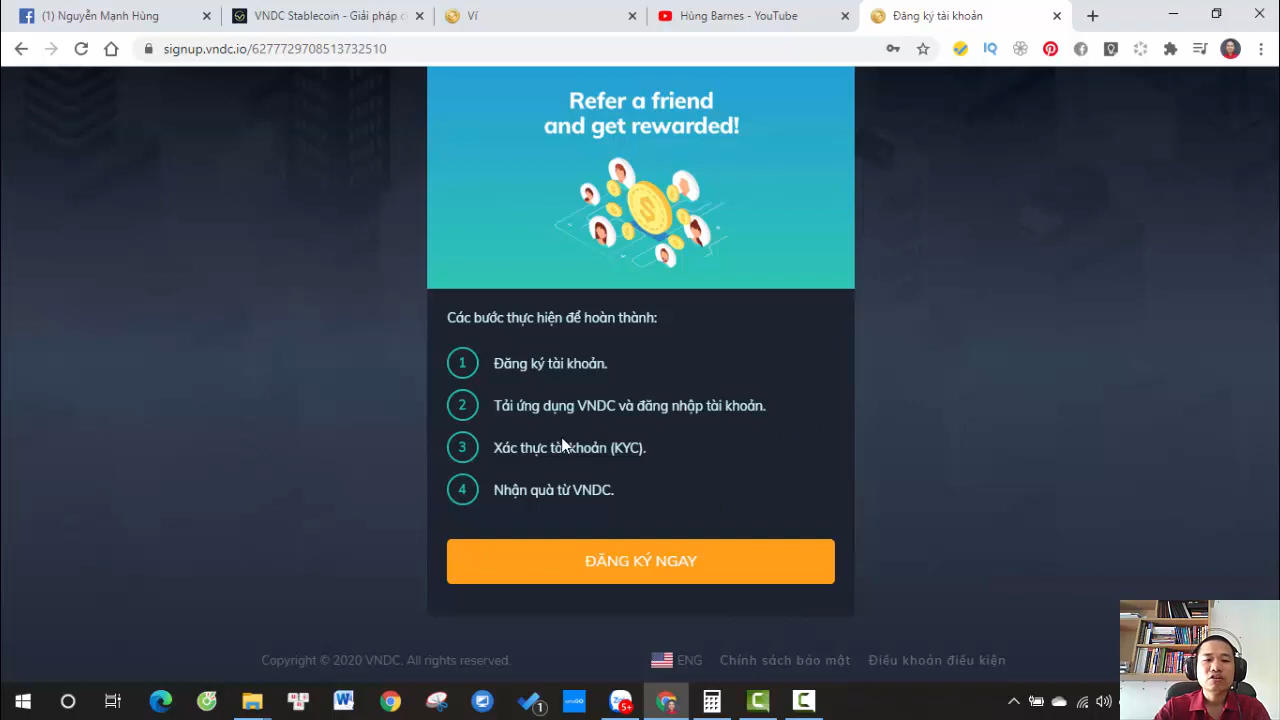 (1) Nguyễn Mạnh Hùng
VNDC Stablecoin - Giải pháp c
Ví
Hùng Barnes - YouTube
Đăng ký tài khoản
signup.vndc.io/6277729708513732510
IQ
Refer a friend
and get rewarded!
Các bước thực hiện để hoàn thành:
1 Đăng ký tài khoản.
2 Tải ứng dụng VNDC và đăng nhập tài khoản.
3 Xác thực tài khoản (KYC).
4 Nhận quà từ VNDC.
ĐĂNG KÝ NGAY
Copyright © 2020 VNDC, All rights reserved.
ENG
Chính sách bảo mật
Điều khoản điều kiện
5+
1